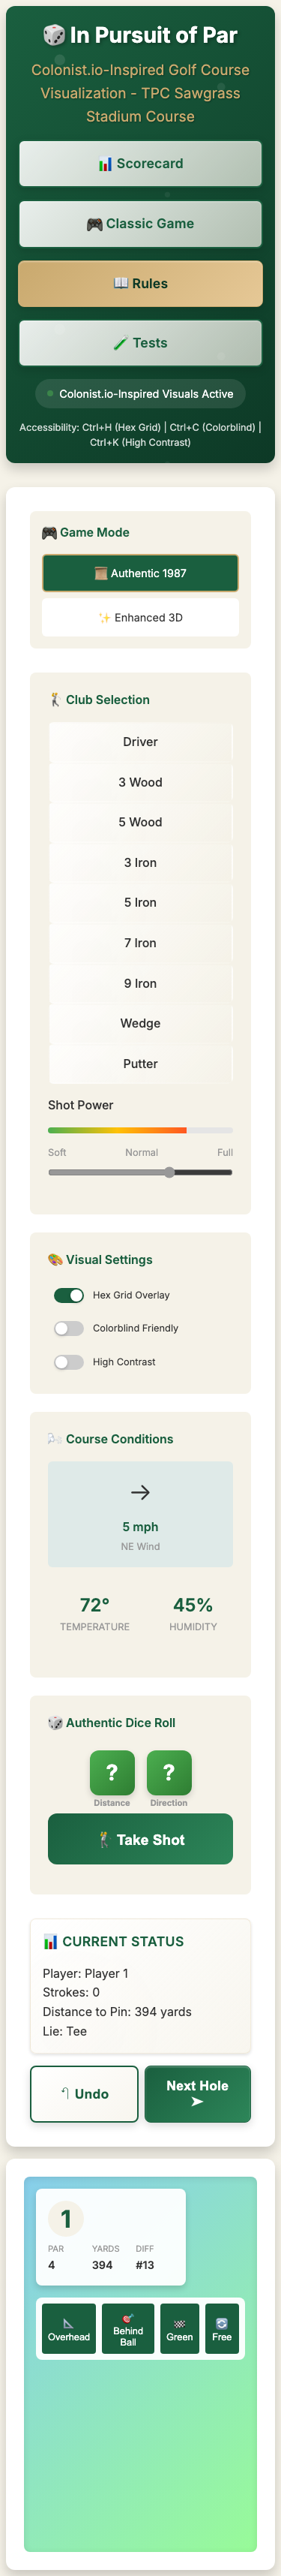 🎲 In Pursuit of Par
Colonist.io-Inspired Golf Course
Visualization - TPC Sawgrass
Stadium Course
📊 Scorecard
🎮 Classic Game
📖 Rules
🧪 Tests
Colonist.io-Inspired Visuals Active
Accessibility: Ctrl+H (Hex Grid) | Ctrl+C (Colorblind) |
Ctrl+K (High Contrast)
🎮 Game Mode
📜 Authentic 1987
✨ Enhanced 3D
🏌️ Club Selection
Driver
3 Wood
5 Wood
3 Iron
5 Iron
7 Iron
9 Iron
Wedge
Putter
Shot Power
Soft Normal Full
🎨 Visual Settings
Hex Grid Overlay
Colorblind Friendly
High Contrast
🌬️ Course Conditions
→
5 mph
NE Wind
72° 45%
TEMPERATURE HUMIDITY
🎲 Authentic Dice Roll
? ?
Distance Direction
🏌️ Take Shot
📊 CURRENT STATUS
Player: Player 1
Strokes: 0
Distance to Pin: 394 yards
Lie: Tee
Undo
Next Hole
➤
1
PAR YARDS DIFF
4 394 #13
📐 Overhead
🎯 Behind
Ball
🏁 Green
🔄 Free